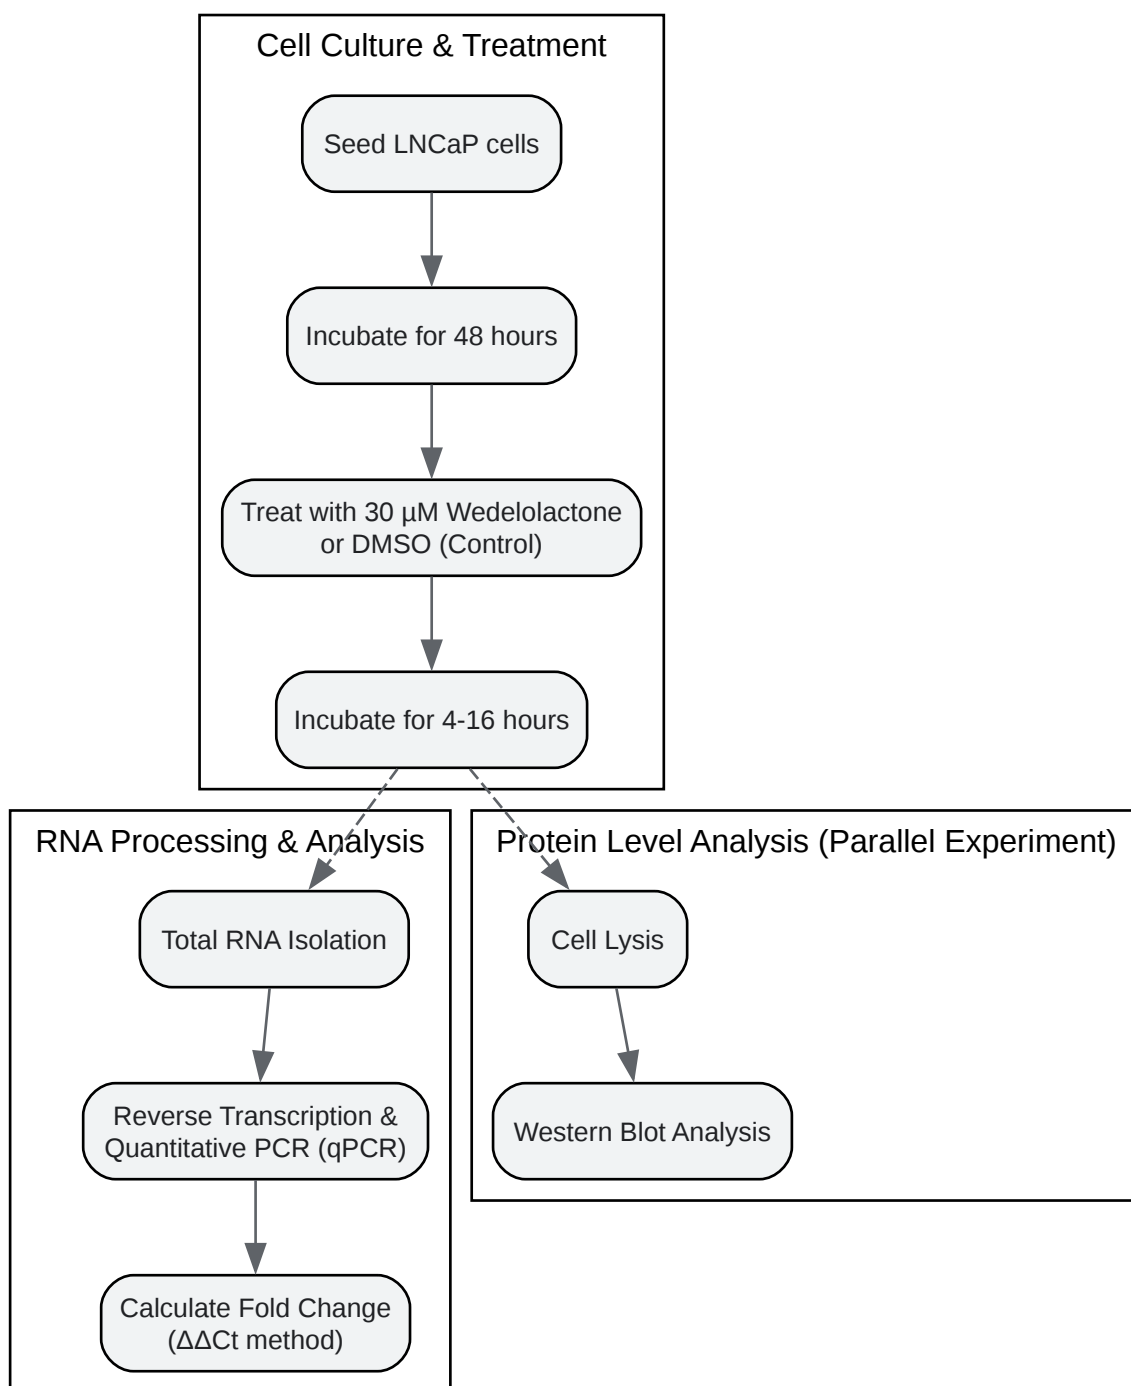 Cell Culture & Treatment
Seed LNCaP cells
Incubate for 48 hours
Treat with 30 µM Wedelolactone
or DMSO (Control)
Incubate for 4-16 hours
RNA Processing & Analysis
Total RNA Isolation
Reverse Transcription &
Quantitative PCR (qPCR)
Calculate Fold Change
(ΔΔCt method)
Protein Level Analysis (Parallel Experiment)
Cell Lysis
Western Blot Analysis